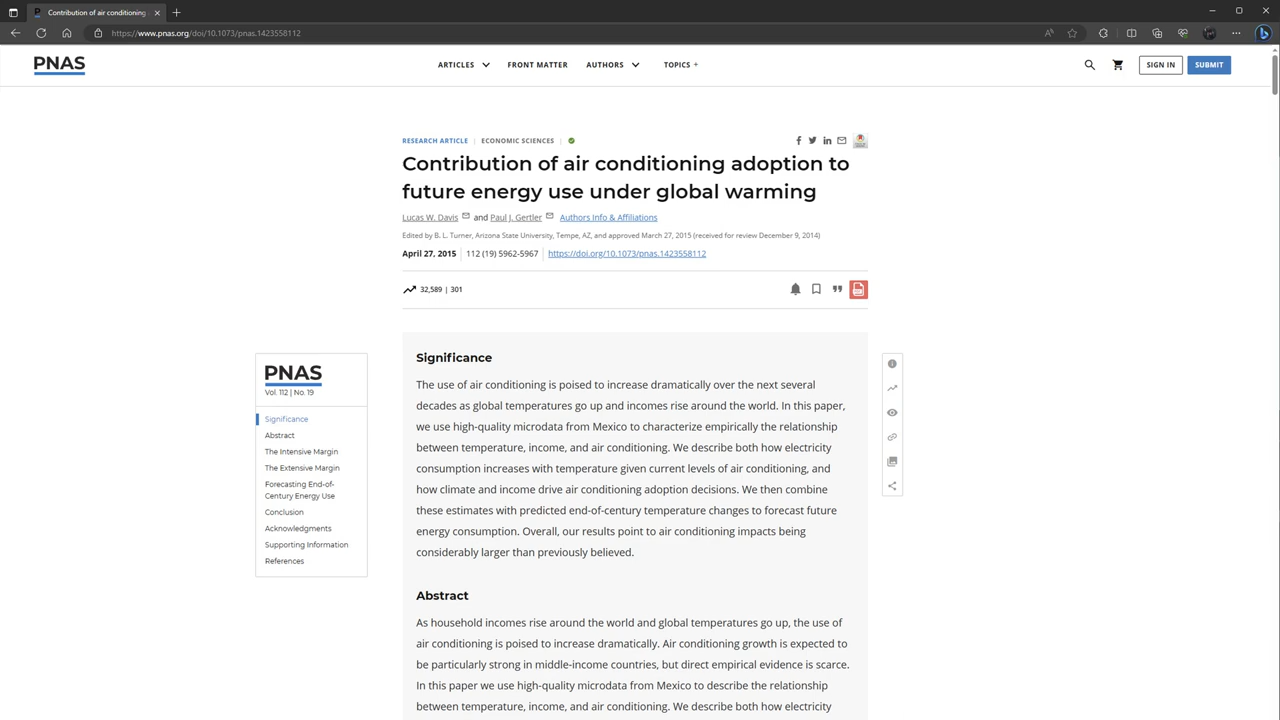 Contribution of air conditioning
https://www.pnas.org/doi/10.1073/pnas.1423558112
PNAS
ARTICLES
FRONT MATTER
AUTHORS
TOPICS +
SIGN IN
SUBMIT
RESEARCH ARTICLE | ECONOMIC SCIENCES |
Contribution of air conditioning adoption to
future energy use under global warming
Lucas W. Davis and Paul J. Gertler Authors Info & Affiliations
Edited by B. L. Turner, Arizona State University, Tempe, AZ, and approved March 27, 2015 (received for review December 9, 2014)
April 27, 2015 | 112 (19) 5962-5967 | https://doi.org/10.1073/pnas.1423558112
32,589 | 301
PNAS
Vol. 112 | No. 19
Significance
Abstract
The Intensive Margin
The Extensive Margin
Forecasting End-of-
Century Energy Use
Conclusion
Acknowledgments
Supporting Information
References
Significance
The use of air conditioning is poised to increase dramatically over the next several
decades as global temperatures go up and incomes rise around the world. In this paper,
we use high-quality microdata from Mexico to characterize empirically the relationship
between temperature, income, and air conditioning. We describe both how electricity
consumption increases with temperature given current levels of air conditioning, and
how climate and income drive air conditioning adoption decisions. We then combine
these estimates with predicted end-of-century temperature changes to forecast future
energy consumption. Overall, our results point to air conditioning impacts being
considerably larger than previously believed.
Abstract
As household incomes rise around the world and global temperatures go up, the use of
air conditioning is poised to increase dramatically. Air conditioning growth is expected to
be particularly strong in middle-income countries, but direct empirical evidence is scarce.
In this paper we use high-quality microdata from Mexico to describe the relationship
between temperature, income, and air conditioning. We describe both how electricity